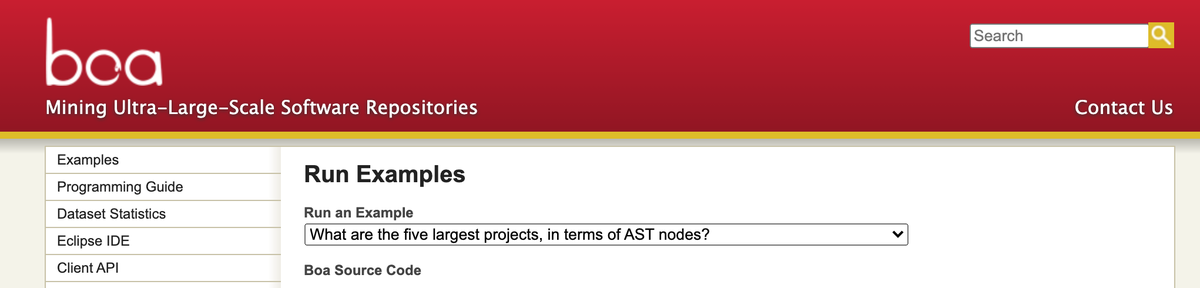 boa
Search
Mining Ultra-Large-Scale Software Repositories
Contact Us
Examples
Programming Guide
Dataset Statistics
Eclipse IDE
Client API
Run Examples
Run an Example
What are the five largest projects, in terms of AST nodes?
Boa Source Code